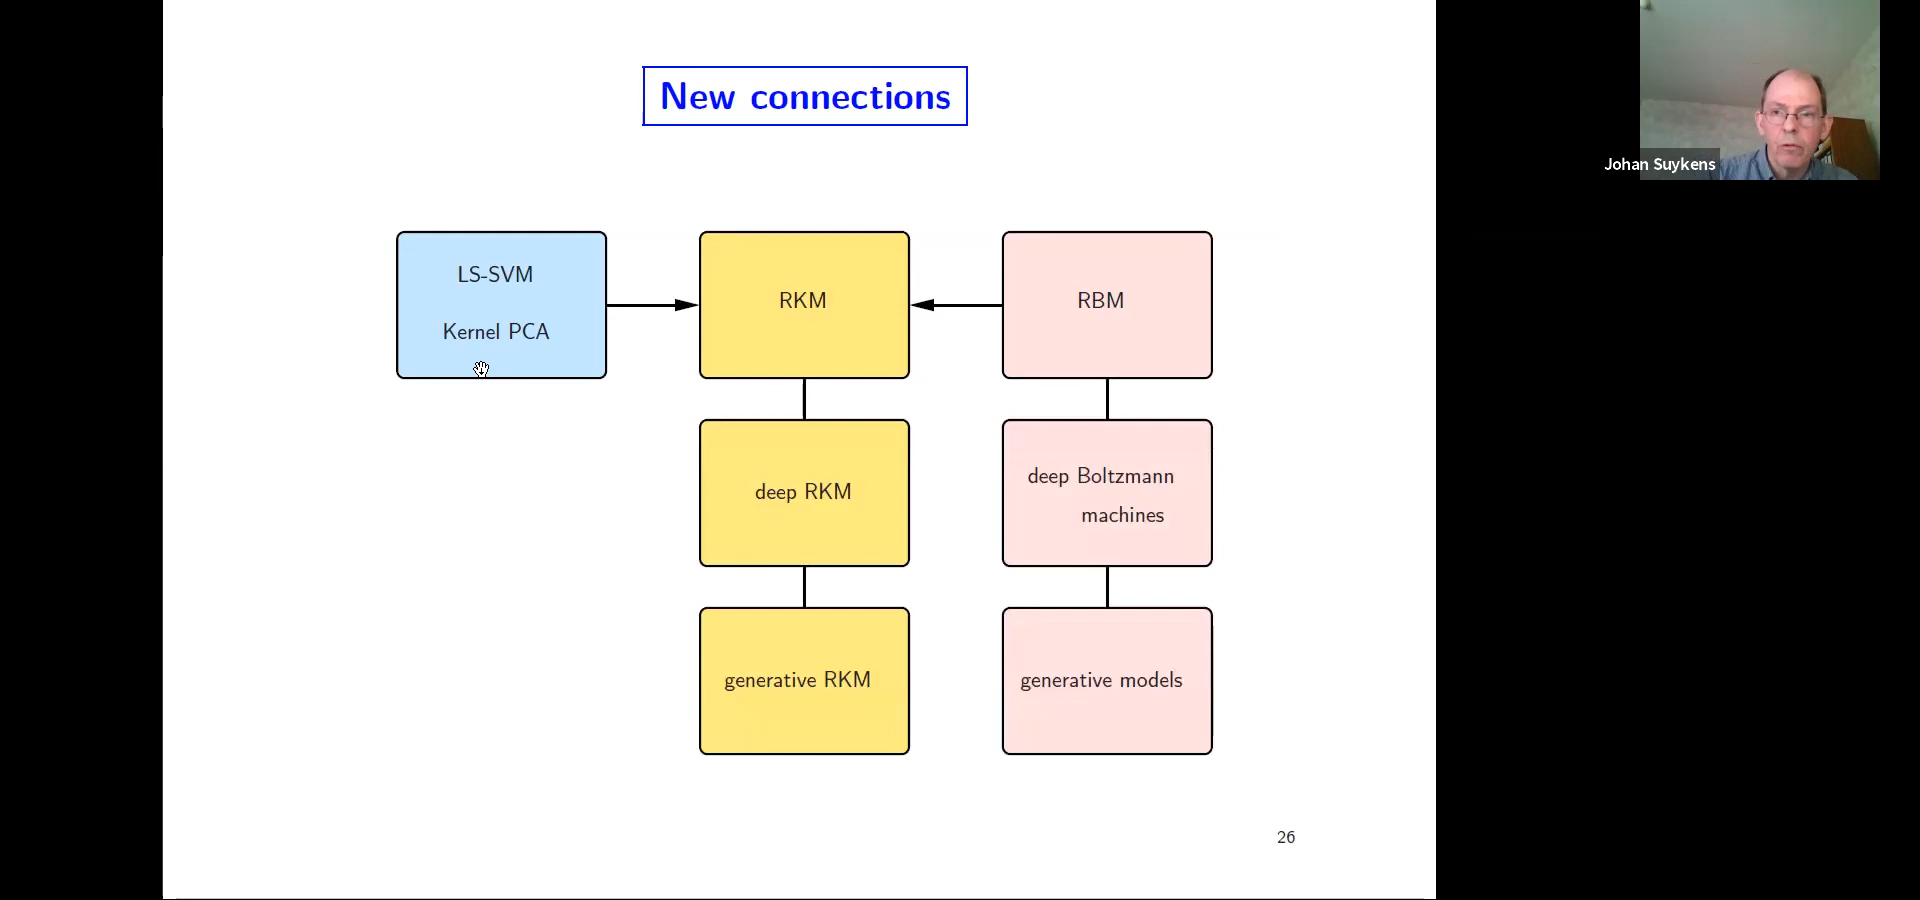 New connections
Johan Suykens
LS-SVM
Kernel PCA
RKM
RBM
deep RKM
deep Boltzmann
machines
generative RKM
generative models
26